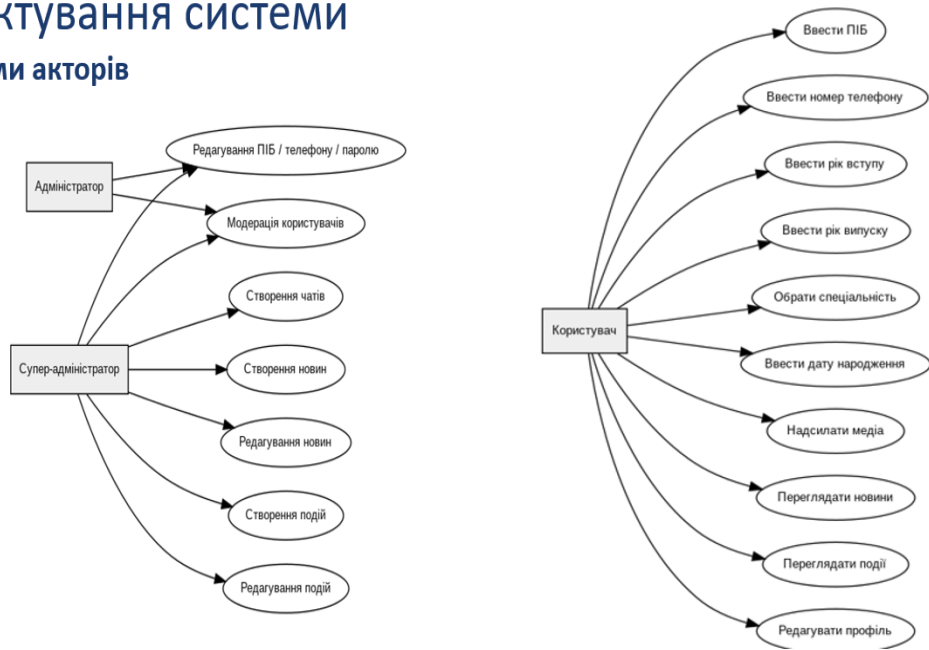 ктування системи
ми акторів
Адміністратор
Супер-адміністратор
Редагування ПІБ / телефону / паролю
Модерація користувачів
Створення чатів
Створення новин
Редагування новин
Створення подій
Редагування подій
Користувач
Ввести ПІБ
Ввести номер телефону
Ввести рік вступу
Ввести рік випуску
Обрати спеціальність
Ввести дату народження
Надсилати медіа
Переглядати новини
Переглядати події
Редагувати профіль